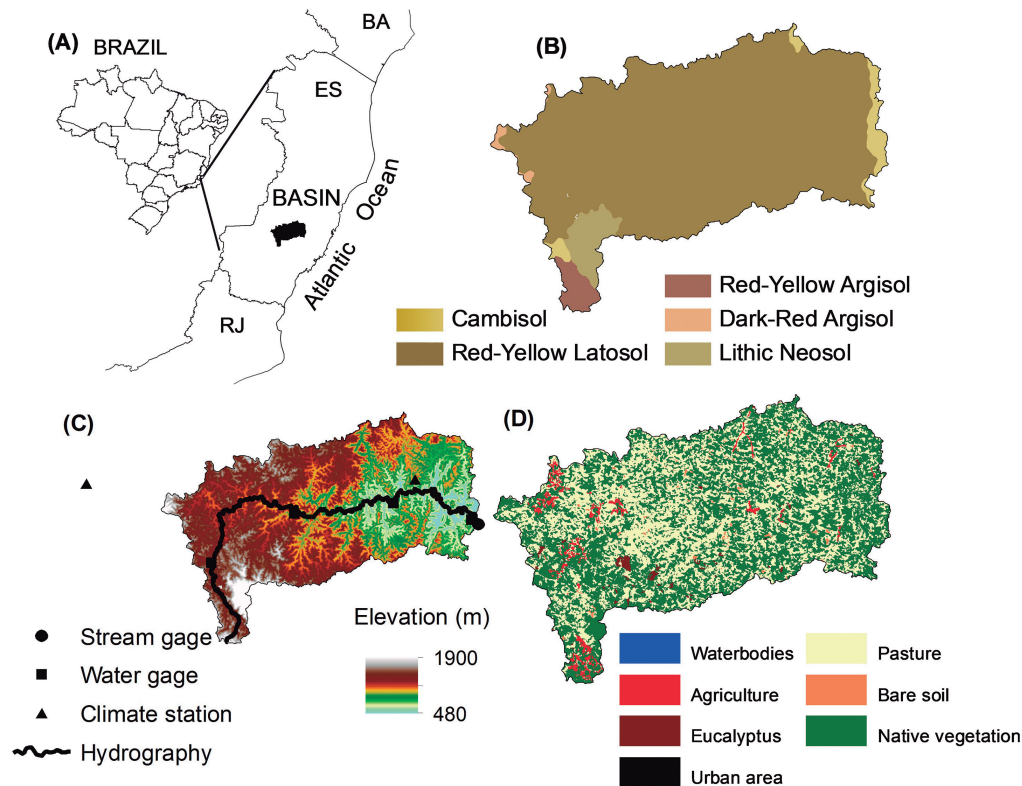 (A)
BRAZIL
BA
ES
BASIN
Atlantic Ocean
RJ
(B)
Cambisol
Red-Yellow Latosol
Red-Yellow Argisol
Dark-Red Argisol
Lithic Neosol
(C)
Stream gage
Water gage
Climate station
Hydrography
Elevation (m)
1900
480
(D)
Waterbodies
Agriculture
Eucalyptus
Urban area
Pasture
Bare soil
Native vegetation